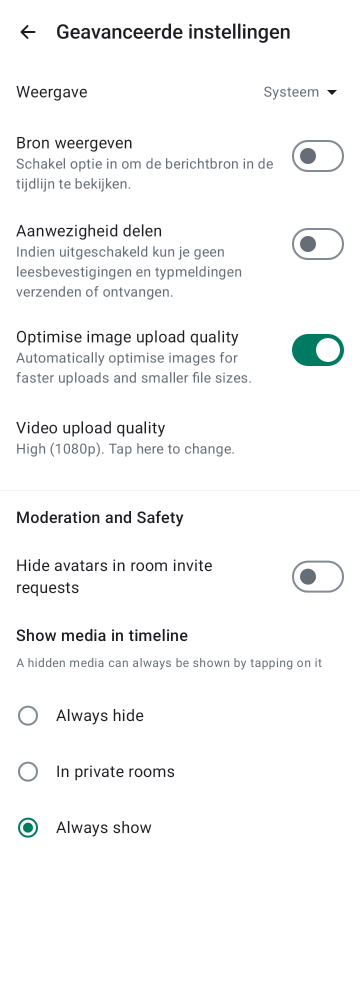 Geavanceerde instellingen
Weergave
Systeem
Bron weergeven
Schakel optie in om de berichtbron in de
tijdlijn te bekijken.
Aanwezigheid delen
Indien uitgeschakeld kun je geen
leesbevestigingen en typmeldingen
verzenden of ontvangen.
Optimise image upload quality
Automatically optimise images for
faster uploads and smaller file sizes.
Video upload quality
High (1080p). Tap here to change.
Moderation and Safety
Hide avatars in room invite
requests
Show media in timeline
A hidden media can always be shown by tapping on it
Always hide
In private rooms
Always show